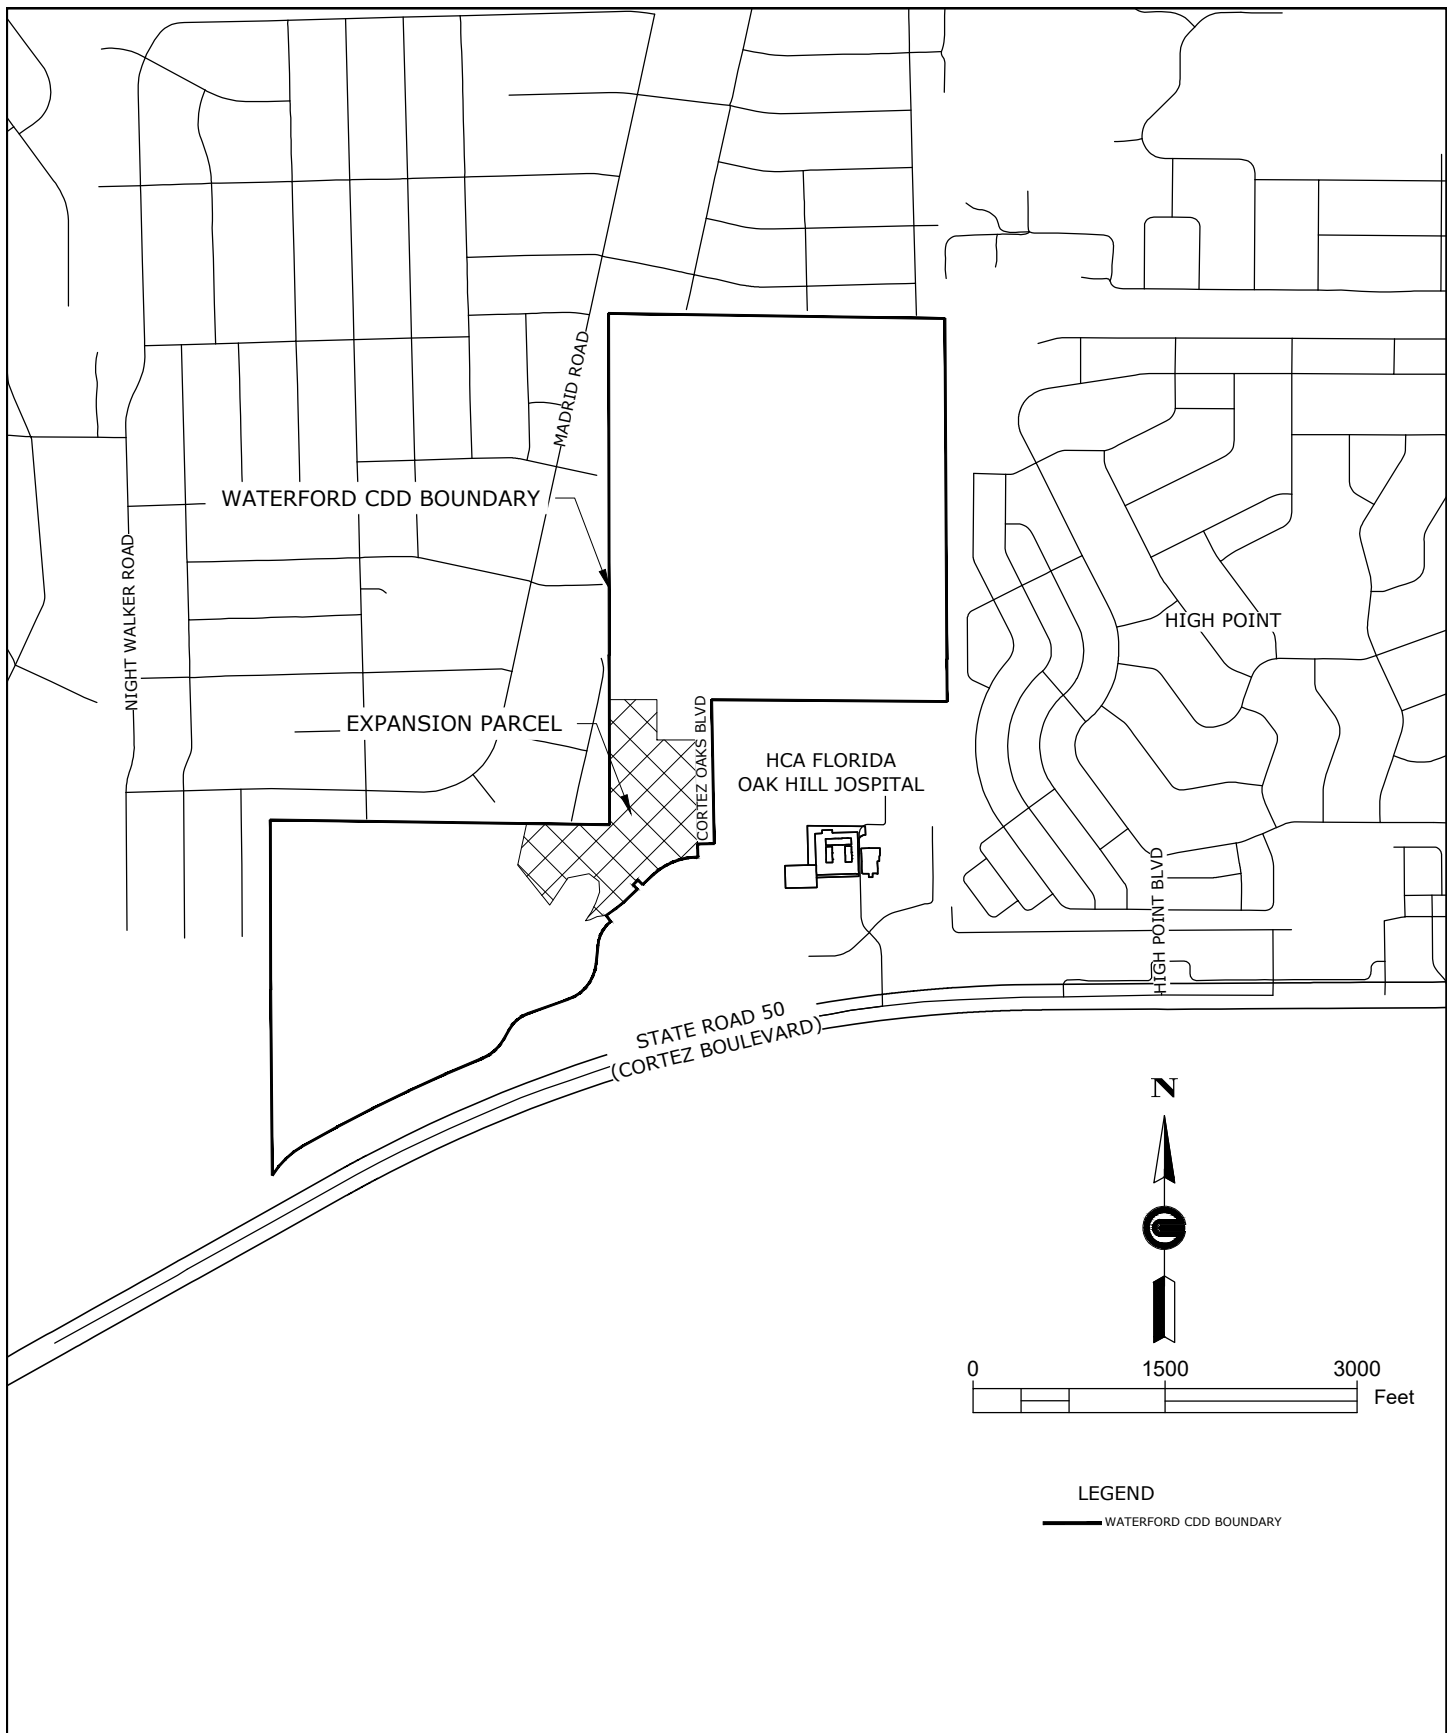 MADRID ROAD
WATERFORD CDD BOUNDARY
NIGHT WALKER ROAD
HIGH POINT
EXPANSION PARCEL
CORTEZ OAKS BLVD
HCA FLORIDA
OAK HILL JOSPITAL
HIGH POINT BLVD
STATE ROAD 50
(CORTEZ BOULEVARD)
N
0 1500 3000
Feet
LEGEND
WATERFORD CDD BOUNDARY